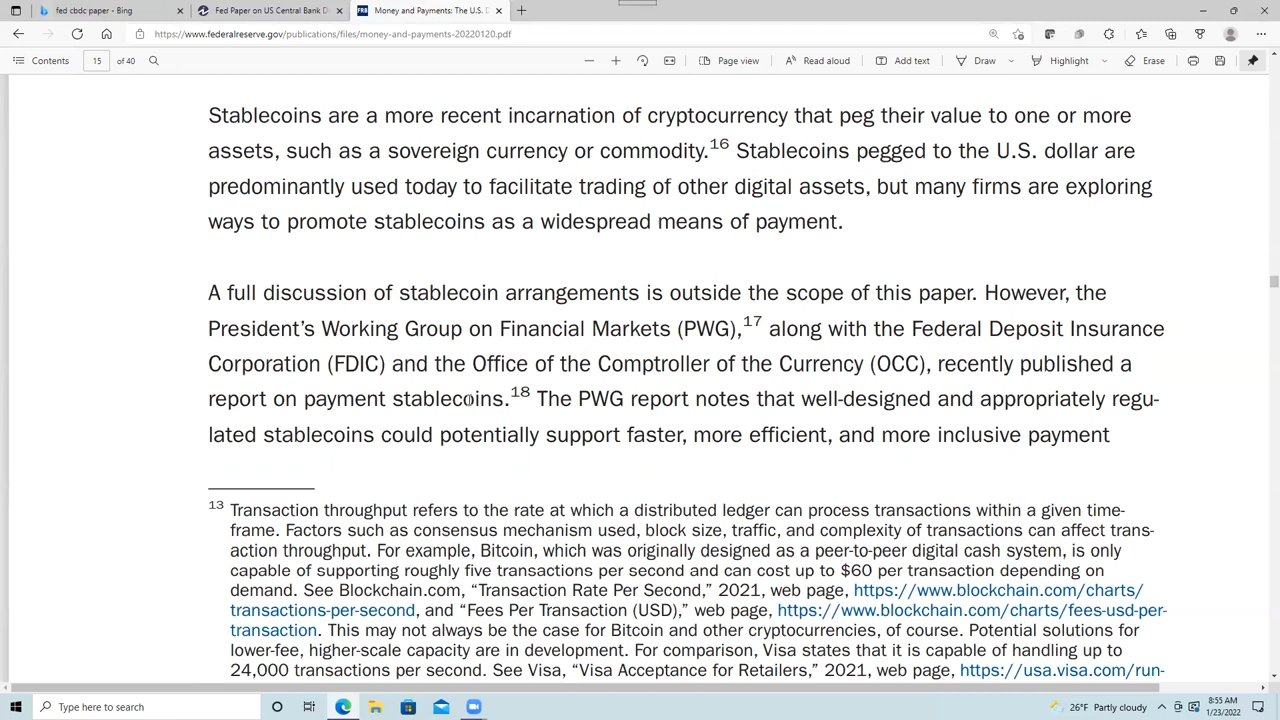 fed cbdc paper - Bing
Fed Paper on US Central Bank D
Money and Payments: The U.S. D
https://www.federalreserve.gov/publications/files/money-and-payments-20220120.pdf
Contents 15 of 40 Page view Read aloud Add text Draw Highlight Erase
Stablecoins are a more recent incarnation of cryptocurrency that peg their value to one or more
assets, such as a sovereign currency or commodity.16 Stablecoins pegged to the U.S. dollar are
predominantly used today to facilitate trading of other digital assets, but many firms are exploring
ways to promote stablecoins as a widespread means of payment.
A full discussion of stablecoin arrangements is outside the scope of this paper. However, the
President's Working Group on Financial Markets (PWG),17 along with the Federal Deposit Insurance
Corporation (FDIC) and the Office of the Comptroller of the Currency (OCC), recently published a
report on payment stablecoins.18 The PWG report notes that well-designed and appropriately regu-
lated stablecoins could potentially support faster, more efficient, and more inclusive payment
13 Transaction throughput refers to the rate at which a distributed ledger can process transactions within a given time-
frame. Factors such as consensus mechanism used, block size, traffic, and complexity of transactions can affect trans-
action throughput. For example, Bitcoin, which was originally designed as a peer-to-peer digital cash system, is only
capable of supporting roughly five transactions per second and can cost up to $60 per transaction depending on
demand. See Blockchain.com, “Transaction Rate Per Second,” 2021, web page, https://www.blockchain.com/charts/
transactions-per-second, and “Fees Per Transaction (USD),” web page, https://www.blockchain.com/charts/fees-usd-per-
transaction. This may not always be the case for Bitcoin and other cryptocurrencies, of course. Potential solutions for
lower-fee, higher-scale capacity are in development. For comparison, Visa states that it is capable of handling up to
24,000 transactions per second. See Visa, “Visa Acceptance for Retailers,” 2021, web page, https://usa.visa.com/run-
Type here to search
26°F Partly cloudy
8:55 AM
1/23/2022